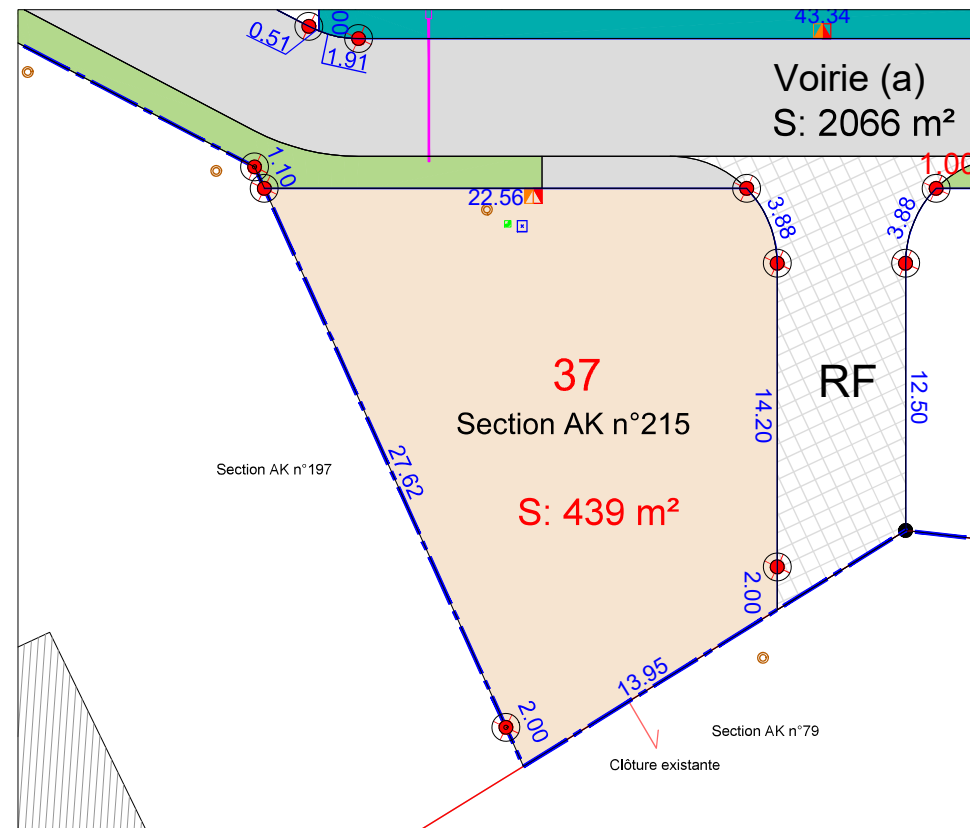 43.34
00
0.51
1.91
Voirie (a)
S: 2066 m²
1.10
1.00
22.56
3.88
3.88
37
Section AK n°215
RF
14.20
12.50
27.62
Section AK n°197
S: 439 m²
2.00
13.95
2.00
Section AK n°79
Clôture existante